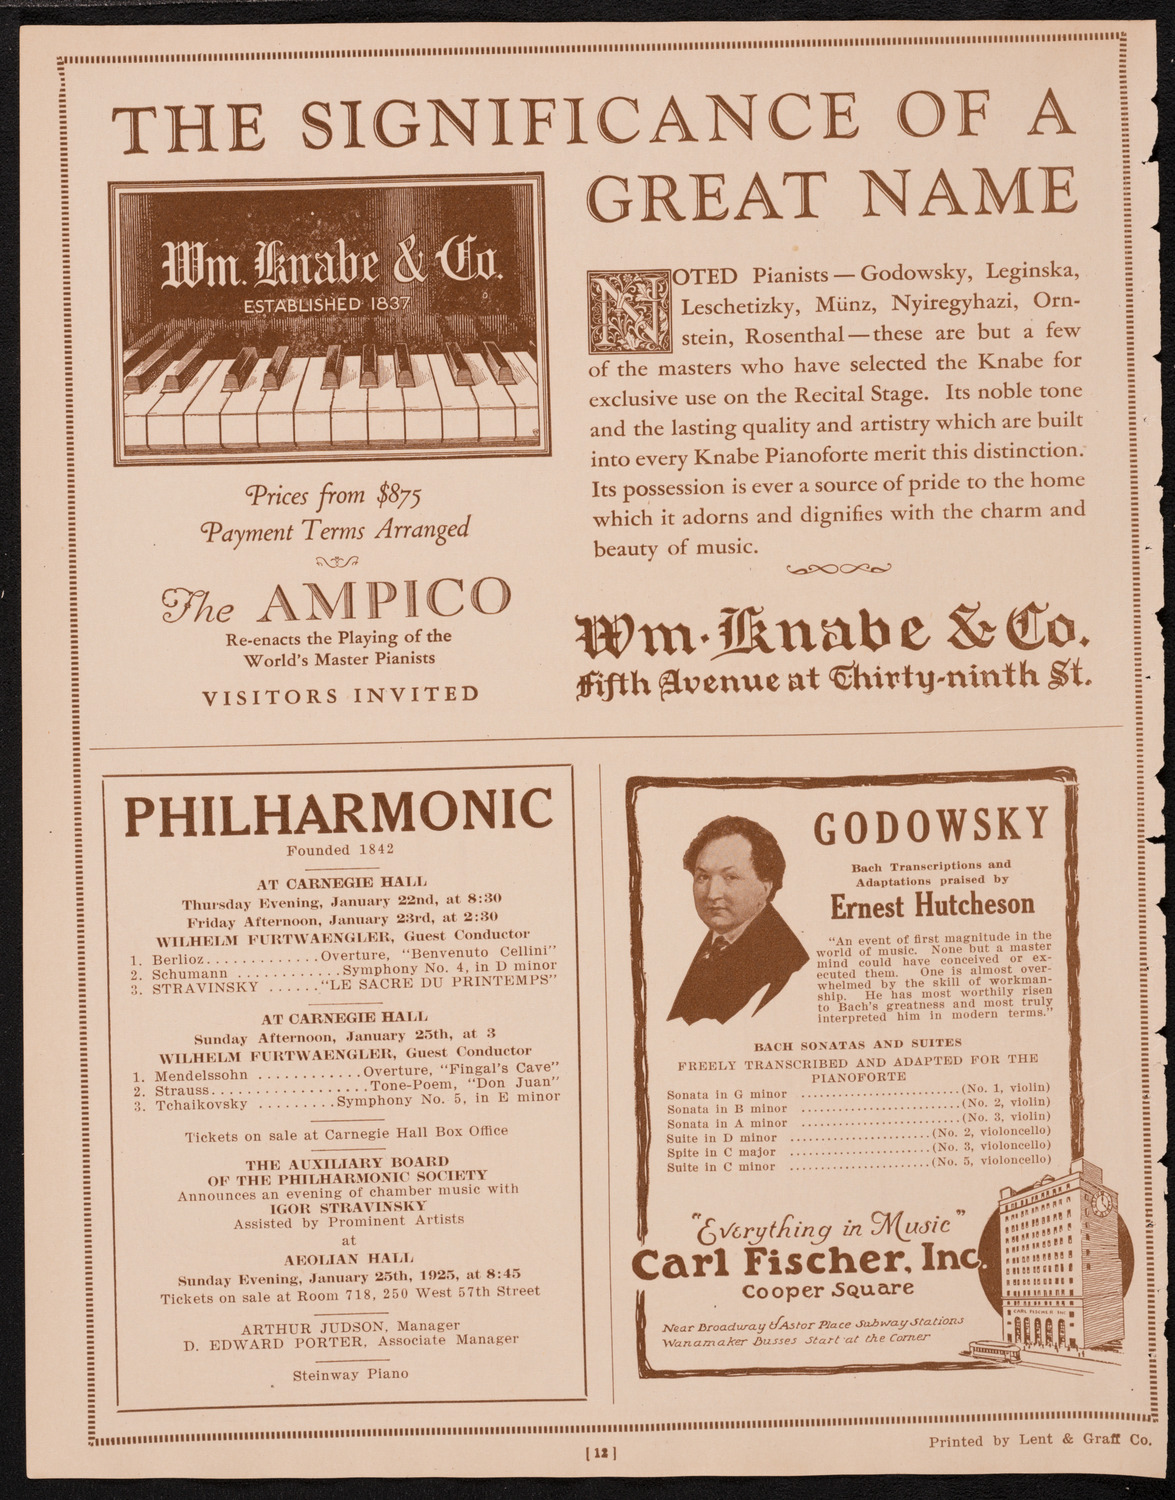 THE SIGNIFICANCE OF A
GREAT NAME
Wm. Knabe & Co.
ESTABLISHED 1837
Prices from $875
Payment Terms Arranged
The AMPICO
Re-enacts the Playing of the
World's Master Pianists
VISITORS INVITED
NOTED Pianists — Godowsky, Leginska,
Leschetizky, Münz, Nyiregyhazi, Orn-
stein, Rosenthal — these are but a few
of the masters who have selected the Knabe for
exclusive use on the Recital Stage. Its noble tone
and the lasting quality and artistry which are built
into every Knabe Pianoforte merit this distinction.
Its possession is ever a source of pride to the home
which it adorns and dignifies with the charm and
beauty of music.
Wm. Knabe & Co.
Fifth Avenue at Thirty-ninth St.
PHILHARMONIC
Founded 1842
AT CARNEGIE HALL
Thursday Evening, January 22nd, at 8:30
Friday Afternoon, January 23rd, at 2:30
WILHELM FURTWAENGLER, Guest Conductor
1. Berlioz.............Overture, "Benvenuto Cellini"
2. Schumann ............Symphony No. 4, in D minor
3. STRAVINSKY ......"LE SACRE DU PRINTEMPS"
AT CARNEGIE HALL
Sunday Afternoon, January 25th, at 3
WILHELM FURTWAENGLER, Guest Conductor
1. Mendelssohn ............Overture, "Fingal's Cave"
2. Strauss..................Tone-Poem, "Don Juan"
3. Tchaikovsky .........Symphony No. 5, in E minor
Tickets on sale at Carnegie Hall Box Office
THE AUXILIARY BOARD
OF THE PHILHARMONIC SOCIETY
Announces an evening of chamber music with
IGOR STRAVINSKY
Assisted by Prominent Artists
at
AEOLIAN HALL
Sunday Evening, January 25th, 1925, at 8:45
Tickets on sale at Room 718, 250 West 57th Street
ARTHUR JUDSON, Manager
D. EDWARD PORTER, Associate Manager
Steinway Piano
GODOWSKY
Bach Transcriptions and
Adaptations praised by
Ernest Hutcheson
"An event of first magnitude in the
world of music. None but a master
mind could have conceived or ex-
ecuted them. One is almost over-
whelmed by the skill of workman-
ship. He has most worthily risen
to Bach's greatness and most truly
interpreted him in modern terms."
BACH SONATAS AND SUITES
FREELY TRANSCRIBED AND ADAPTED FOR THE
PIANOFORTE
Sonata in G minor ......................(No. 1, violin)
Sonata in B minor ......................(No. 2, violin)
Sonata in A minor ......................(No. 3, violin)
Suite in D minor ....................(No. 2, violoncello)
Spite in C major ....................(No. 3, violoncello)
Suite in C minor ....................(No. 5, violoncello)
"Everything in Music"
Carl Fischer, Inc.
Cooper Square
CARL FISCHER INC
Near Broadway & Astor Place Subway Stations
Wanamaker Busses Start at the Corner
[ 12 ]
Printed by Lent & Graff Co.